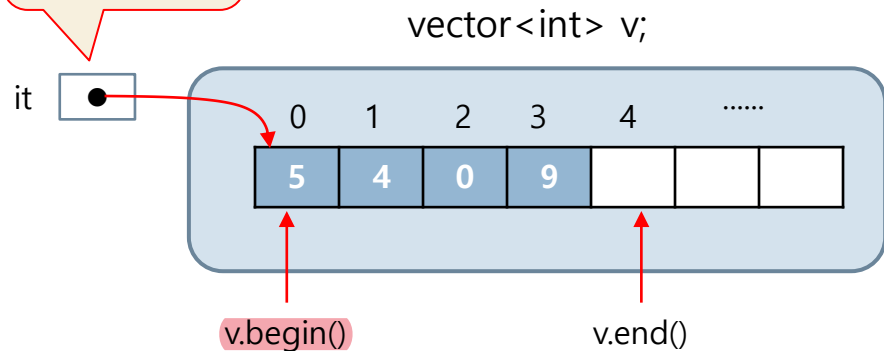 vector<int> v;
it
0 1 2 3 4 ......
5 4 0 9
v.begin() v.end()